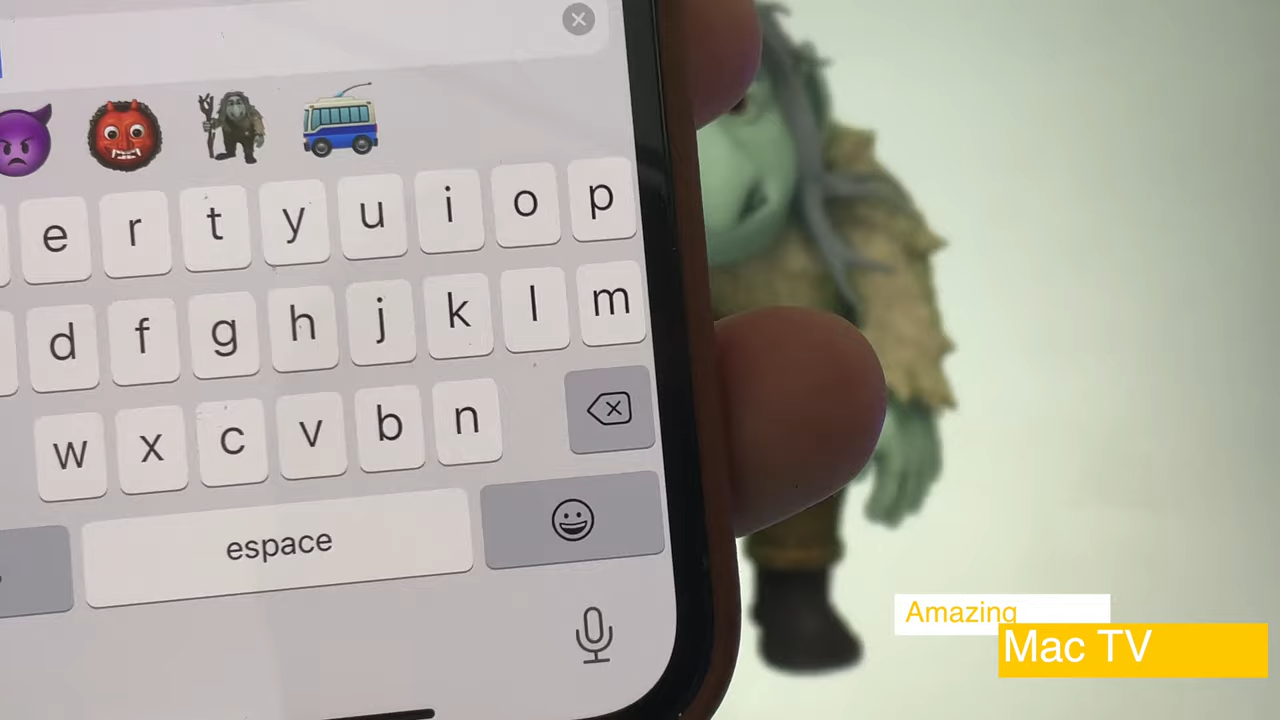 e r t y u i o p
d f g h j k l m
w x c v b n
espace
Amazing
Mac TV